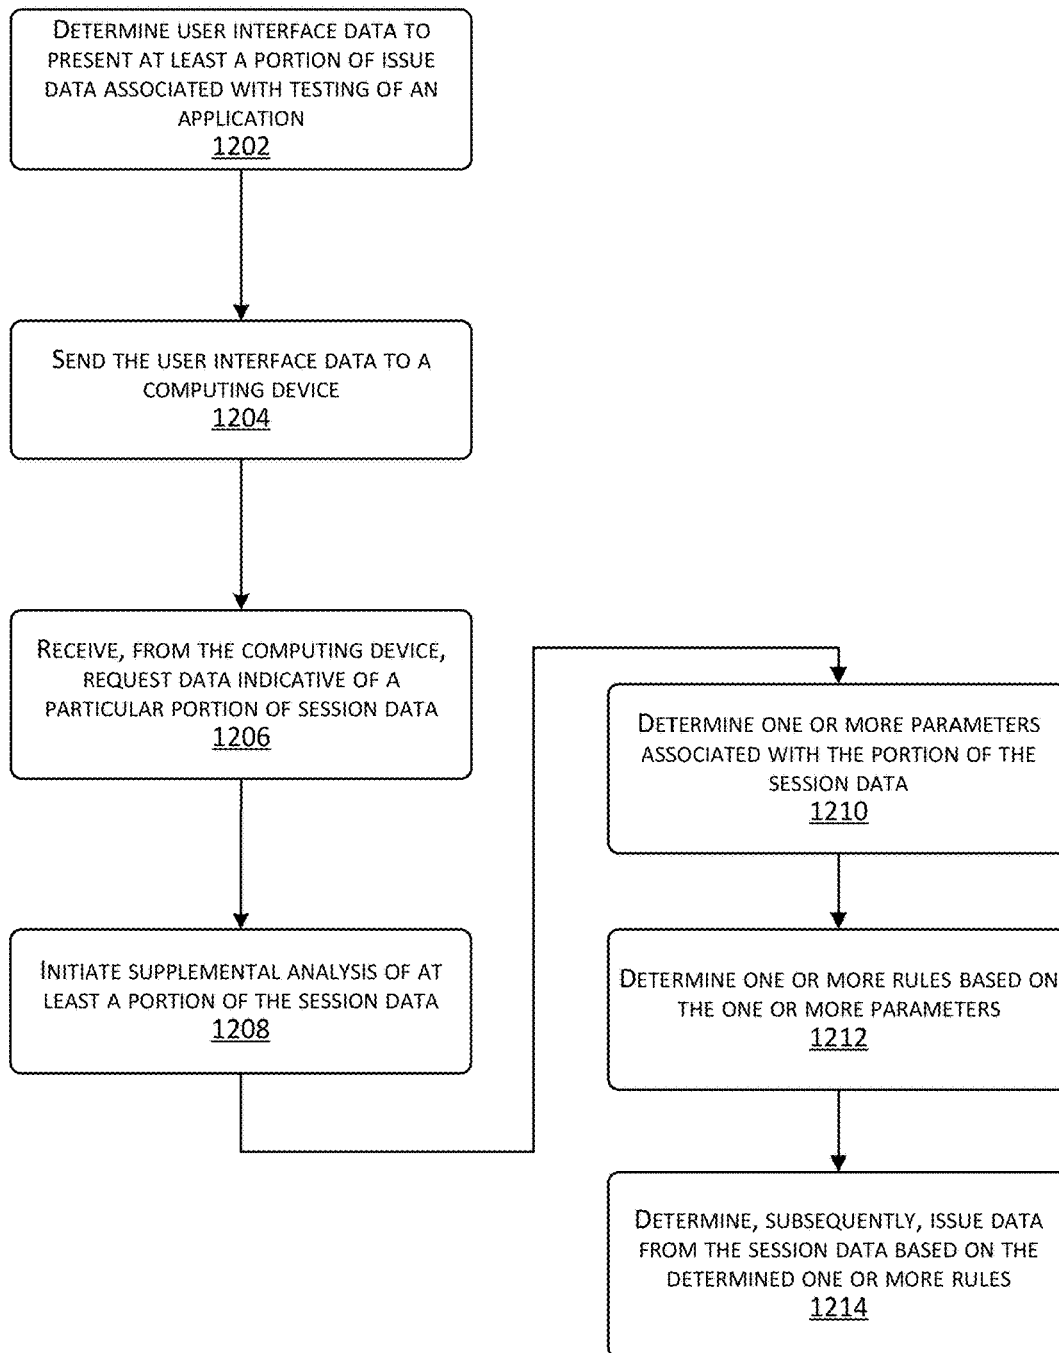 DETERMINE USER INTERFACE DATA TO
PRESENT AT LEAST A PORTION OF ISSUE
DATA ASSOCIATED WITH TESTING OF AN
APPLICATION
1202
SEND THE USER INTERFACE DATA TO A
COMPUTING DEVICE
1204
RECEIVE, FROM THE COMPUTING DEVICE,
REQUEST DATA INDICATIVE OF A
PARTICULAR PORTION OF SESSION DATA
1206
INITIATE SUPPLEMENTAL ANALYSIS OF AT
LEAST A PORTION OF THE SESSION DATA
1208
DETERMINE ONE OR MORE PARAMETERS
ASSOCIATED WITH THE PORTION OF THE
SESSION DATA
1210
DETERMINE ONE OR MORE RULES BASED ON
THE ONE OR MORE PARAMETERS
1212
DETERMINE, SUBSEQUENTLY, ISSUE DATA
FROM THE SESSION DATA BASED ON THE
DETERMINED ONE OR MORE RULES
1214